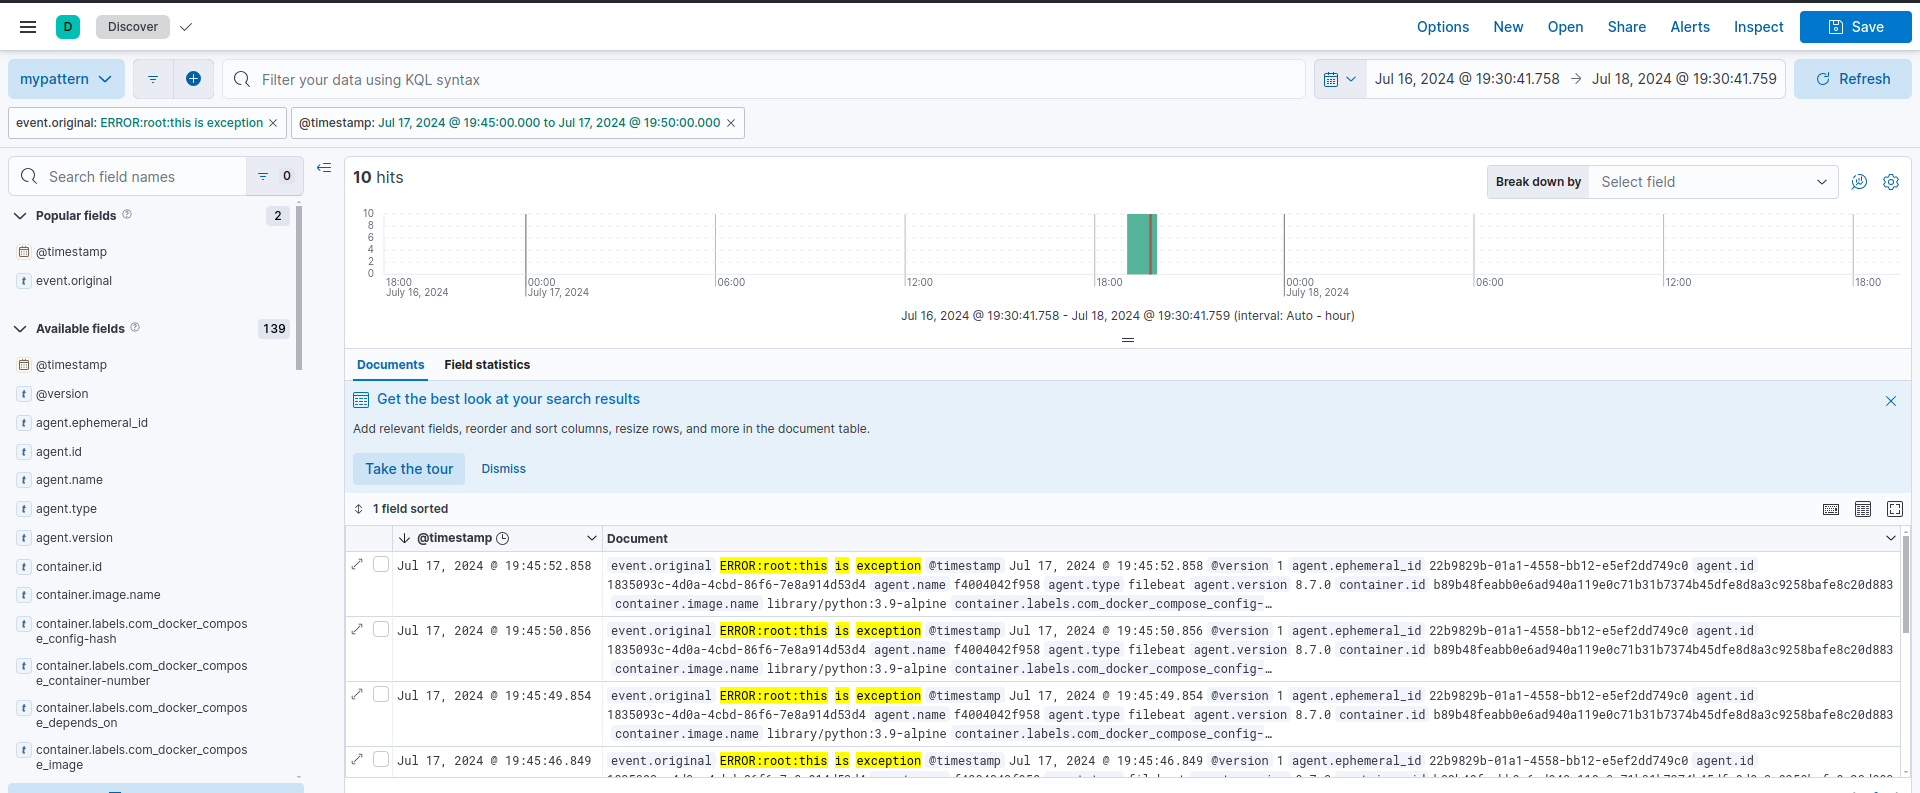 D Discover Options New Open Share Alerts Inspect Save
mypattern Filter your data using KQL syntax Jul 16, 2024 @ 19:30:41.758 → Jul 18, 2024 @ 19:30:41.759 Refresh
event.original: ERROR:root:this is exception × @timestamp: Jul 17, 2024 @ 19:45:00.000 to Jul 17, 2024 @ 19:50:00.000 ×
Search field names 0
Popular fields 2
@timestamp
t event.original
Available fields 139
@timestamp
t @version
t agent.ephemeral_id
t agent.id
t agent.name
t agent.type
t agent.version
t container.id
t container.image.name
t container.labels.com_docker_compos
e_config-hash
t container.labels.com_docker_compos
e_container-number
t container.labels.com_docker_compos
e_depends_on
t container.labels.com_docker_compos
e_image
10 hits
Break down by Select field
10
8
6
4
2
0
18:00 00:00 06:00 12:00 18:00 00:00 06:00 12:00 18:00
July 16, 2024 July 17, 2024 July 18, 2024
Jul 16, 2024 @ 19:30:41.758 - Jul 18, 2024 @ 19:30:41.759 (interval: Auto - hour)
Documents Field statistics
Get the best look at your search results
Add relevant fields, reorder and sort columns, resize rows, and more in the document table.
Take the tour Dismiss
1 field sorted
@timestamp Document
Jul 17, 2024 @ 19:45:52.858 event.original ERROR:root:this is exception @timestamp Jul 17, 2024 @ 19:45:52.858 @version 1 agent.ephemeral_id 22b9829b-01a1-4558-bb12-e5ef2dd749c0 agent.id
1835093c-4d0a-4cbd-86f6-7e8a914d53d4 agent.name f4004042f958 agent.type filebeat agent.version 8.7.0 container.id b89b48feabb0e6ad940a119e0c71b31b7374b45dfe8d8a3c9258bafe8c20d883
container.image.name library/python:3.9-alpine container.labels.com_docker_compose_config-…
Jul 17, 2024 @ 19:45:50.856 event.original ERROR:root:this is exception @timestamp Jul 17, 2024 @ 19:45:50.856 @version 1 agent.ephemeral_id 22b9829b-01a1-4558-bb12-e5ef2dd749c0 agent.id
1835093c-4d0a-4cbd-86f6-7e8a914d53d4 agent.name f4004042f958 agent.type filebeat agent.version 8.7.0 container.id b89b48feabb0e6ad940a119e0c71b31b7374b45dfe8d8a3c9258bafe8c20d883
container.image.name library/python:3.9-alpine container.labels.com_docker_compose_config-…
Jul 17, 2024 @ 19:45:49.854 event.original ERROR:root:this is exception @timestamp Jul 17, 2024 @ 19:45:49.854 @version 1 agent.ephemeral_id 22b9829b-01a1-4558-bb12-e5ef2dd749c0 agent.id
1835093c-4d0a-4cbd-86f6-7e8a914d53d4 agent.name f4004042f958 agent.type filebeat agent.version 8.7.0 container.id b89b48feabb0e6ad940a119e0c71b31b7374b45dfe8d8a3c9258bafe8c20d883
container.image.name library/python:3.9-alpine container.labels.com_docker_compose_config-…
Jul 17, 2024 @ 19:45:46.849 event.original ERROR:root:this is exception @timestamp Jul 17, 2024 @ 19:45:46.849 @version 1 agent.ephemeral_id 22b9829b-01a1-4558-bb12-e5ef2dd749c0 agent.id